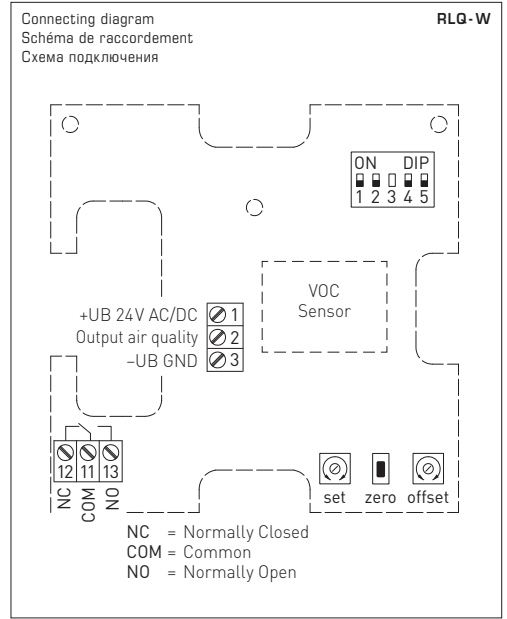 Connecting diagram
RLQ-W
Schéma de raccordement
Схема подключения
ON DIP
1 2 3 4 5
VOC
Sensor
+UB 24V AC/DC 1
Output air quality 2
–UB GND 3
12 11 13
NC COM NO
set zero offset
NC = Normally Closed
COM = Common
NO = Normally Open